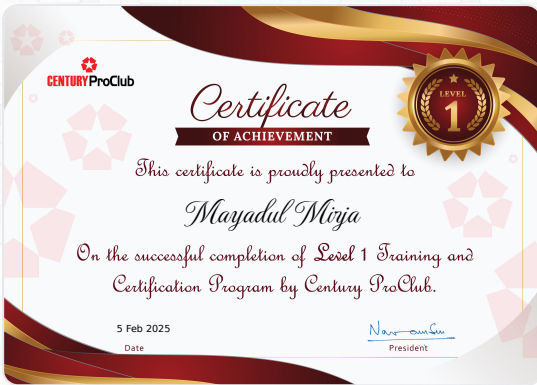 CENTURY ProClub
LEVEL
1
Certificate
OF ACHIEVEMENT
This certificate is proudly presented to
Mayadul Mirja
On the successful completion of Level 1 Training and
Certification Program by Century ProClub.
5 Feb 2025
Date
President